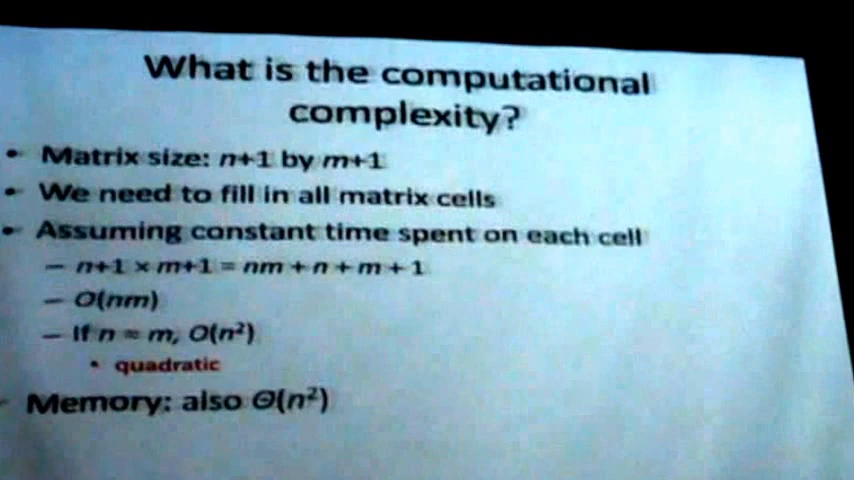 What is the computational
complexity?
• Matrix size: n+1 by m+1
• We need to fill in all matrix cells
• Assuming constant time spent on each cell
– n+1 × m+1 = nm + n + m + 1
– O(nm)
– If n ≈ m, O(n²)
• quadratic
- Memory: also Θ(n²)